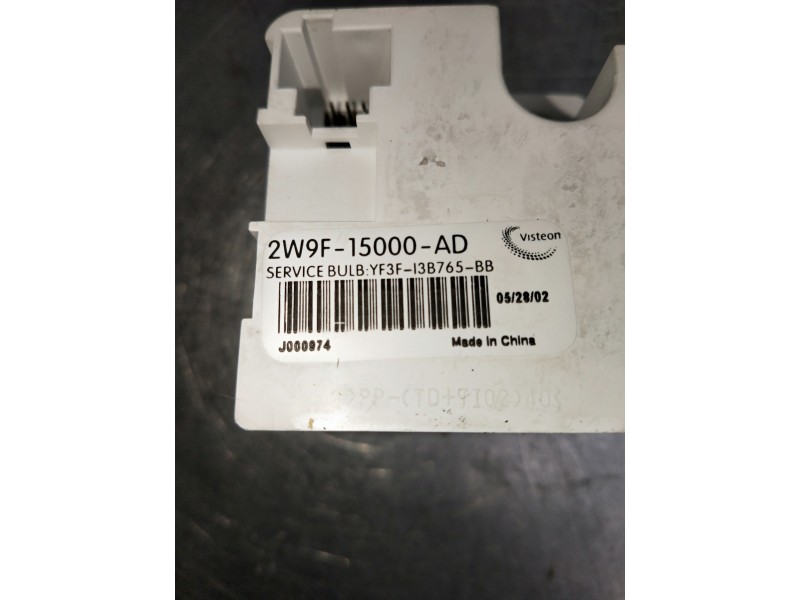 2W9F-15000-AD
Visteon
SERVICE BULB:YF3F-13B765-BB
05/28/02
J000974
Made in China